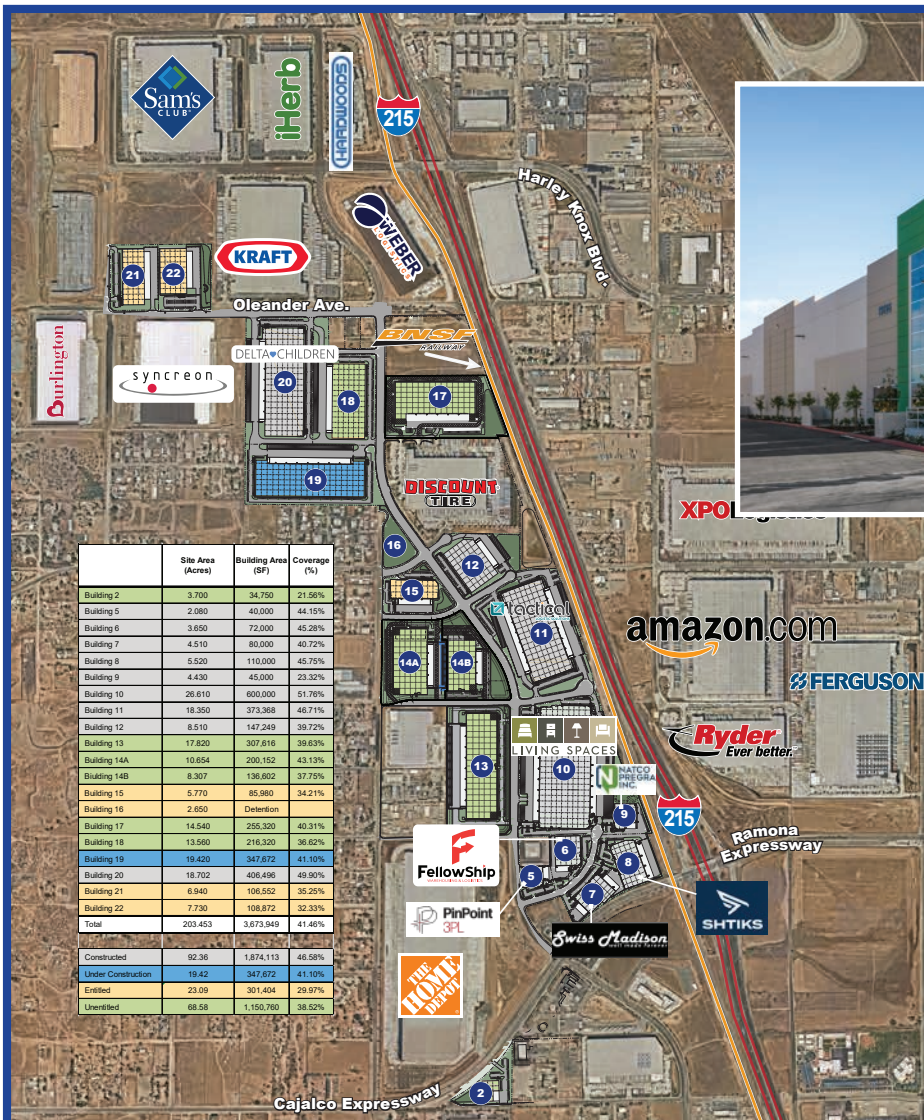 Sam's
CLUB
iHerb
HARDWOODS
215
Harley Knox Blvd.
WEBER
LOGISTICS
KRAFT
21
22
Oleander Ave.
BNSF
RAILWAY
Burlington
syncreon
DELTA CHILDREN
20
18
17
19
DISCOUNT
TIRE
XPOLogistics
16
12
15
tactical
11
14A
14B
amazon.com
FERGUSON
Ryder
Ever better.
LIVING SPACES
13
10
NATCO
PREGRA
INC.
9
215
Ramona
Expressway
FellowShip
6
5
8
7
PinPoint
3PL
SHTIKS
Swiss Madison
well made forever
THE
HOME
DEPOT
2
Cajalco Expressway
Site Area (Acres) Building Area (SF) Coverage (%)
Building 2 3.700 34,750 21.56%
Building 5 2.080 40,000 44.15%
Building 6 3.650 72,000 45.28%
Building 7 4.510 80,000 40.72%
Building 8 5.520 110,000 45.75%
Building 9 4.430 45,000 23.32%
Building 10 26.610 600,000 51.76%
Building 11 18.350 373,368 46.71%
Building 12 8.510 147,249 39.72%
Building 13 17.820 307,616 39.63%
Building 14A 10.654 200,152 43.13%
Building 14B 8.307 136,602 37.75%
Building 15 5.770 85,980 34.21%
Building 16 2.650 Detention
Building 17 14.540 255,320 40.31%
Building 18 13.560 216,320 36.62%
Building 19 19.420 347,672 41.10%
Building 20 18.702 406,496 49.90%
Building 21 6.940 106,552 35.25%
Building 22 7.730 108,872 32.33%
Total 203.453 3,673,949 41.46%
Constructed 92.36 1,874,113 46.58%
Under Construction 19.42 347,672 41.10%
Entitled 23.09 301,404 29.97%
Unentitled 68.58 1,150,760 38.52%